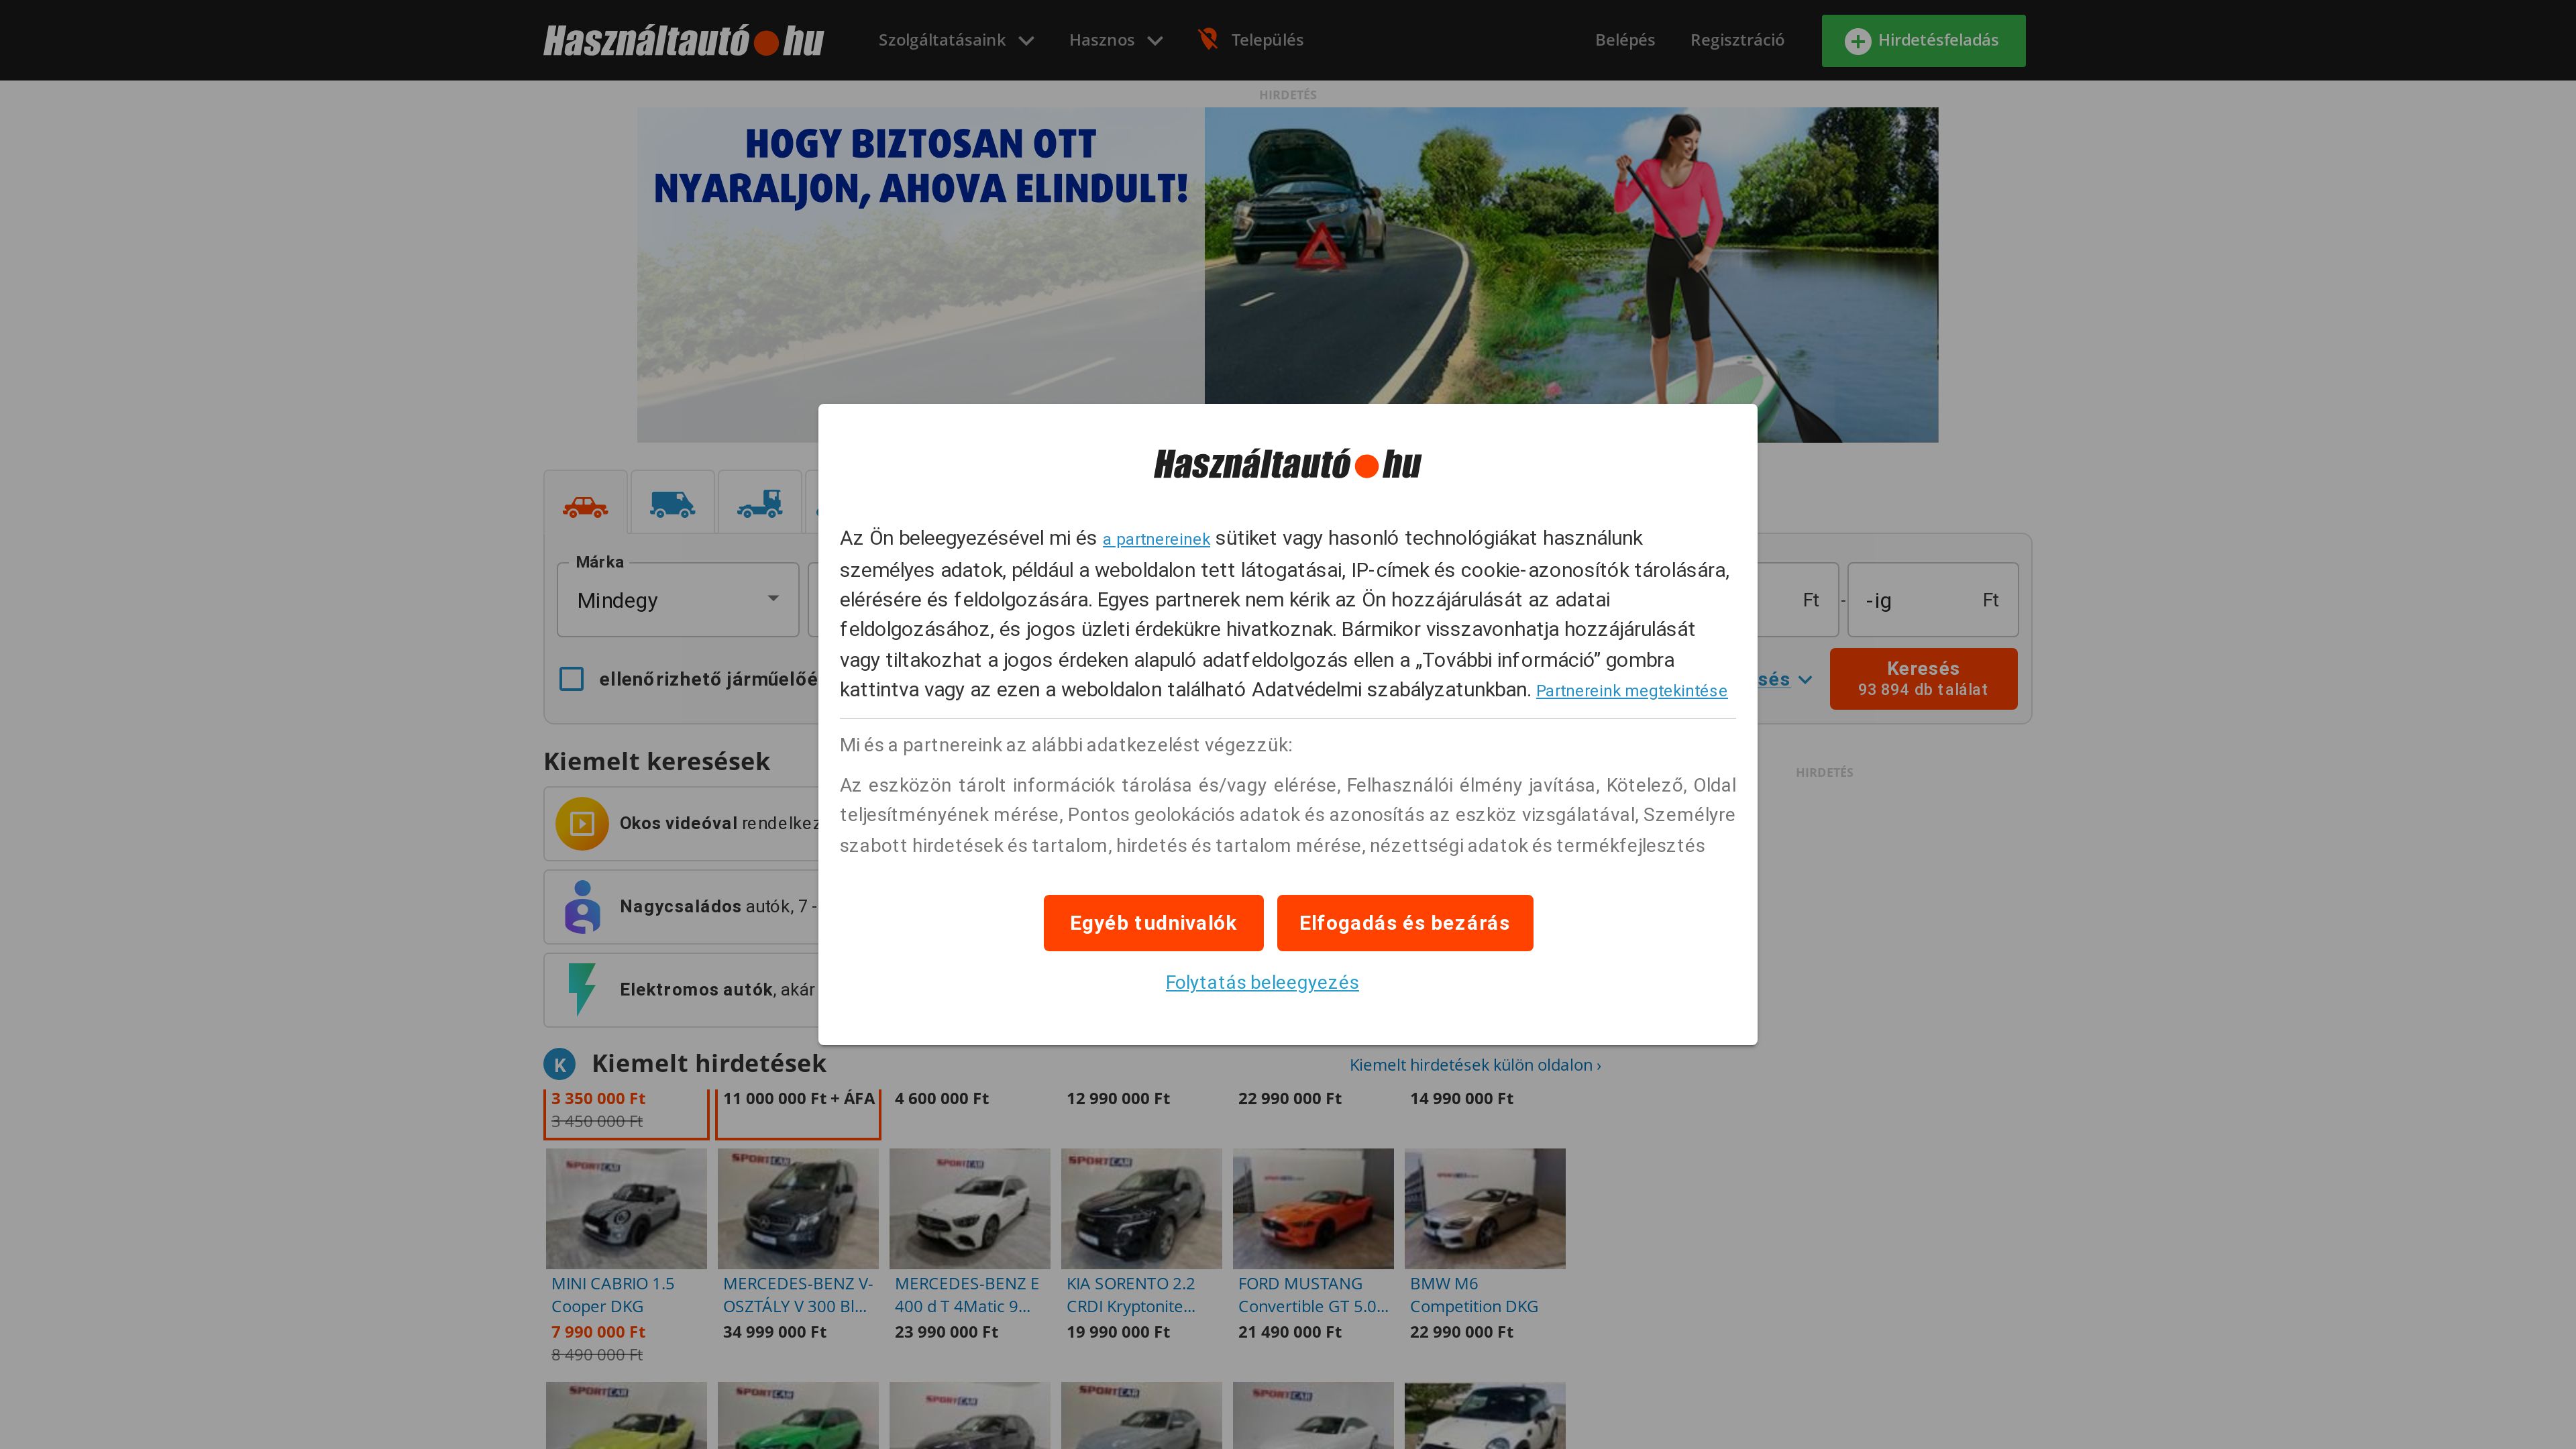 Használtautó hu
Szolgáltatásaink
Hasznos
Település
Belépés
Regisztráció
Hirdetésfeladás
HIRDETÉS
HOGY BIZTOSAN OTT
NYARALJON, AHOVA ELINDULT!
Használtautó hu
Az Ön beleegyezésével mi és a partnereinek sütiket vagy hasonló technológiákat használunk
személyes adatok, például a weboldalon tett látogatásai, IP-címek és cookie-azonosítók tárolására,
elérésére és feldolgozására. Egyes partnerek nem kérik az Ön hozzájárulását az adatai
feldolgozásához, és jogos üzleti érdekükre hivatkoznak. Bármikor visszavonhatja hozzájárulását
vagy tiltakozhat a jogos érdeken alapuló adatfeldolgozás ellen a „További információ” gombra
kattintva vagy az ezen a weboldalon található Adatvédelmi szabályzatunkban. Partnereink megtekintése
Mi és a partnereink az alábbi adatkezelést végezzük:
Az eszközön tárolt információk tárolása és/vagy elérése, Felhasználói élmény javítása, Kötelező, Oldal
teljesítményének mérése, Pontos geolokációs adatok és azonosítás az eszköz vizsgálatával, Személyre
szabott hirdetések és tartalom, hirdetés és tartalom mérése, nézettségi adatok és termékfejlesztés
Egyéb tudnivalók
Elfogadás és bezárás
Folytatás beleegyezés
Márka
Mindegy
Ft - -ig Ft
ellenőrizhető járműelőé
sés
Keresés
93 894 db találat
Kiemelt keresések
HIRDETÉS
Okos videóval rendelkez
Nagycsaládos autók, 7 -
Elektromos autók, akár
K Kiemelt hirdetések
Kiemelt hirdetések külön oldalon ›
3 350 000 Ft
3 450 000 Ft
11 000 000 Ft + ÁFA
4 600 000 Ft
12 990 000 Ft
22 990 000 Ft
14 990 000 Ft
SPORTCAR
SPORTCAR
SPORTCAR
SPORTCAR
MINI CABRIO 1.5
Cooper DKG
7 990 000 Ft
8 490 000 Ft
MERCEDES-BENZ V-
OSZTÁLY V 300 Bl...
34 999 000 Ft
MERCEDES-BENZ E
400 d T 4Matic 9...
23 990 000 Ft
KIA SORENTO 2.2
CRDI Kryptonite...
19 990 000 Ft
FORD MUSTANG
Convertible GT 5.0...
21 490 000 Ft
BMW M6
Competition DKG
22 990 000 Ft
SPORTCAR
SPORTCAR
SPORTCAR
SPORTCAR
SPORTCAR